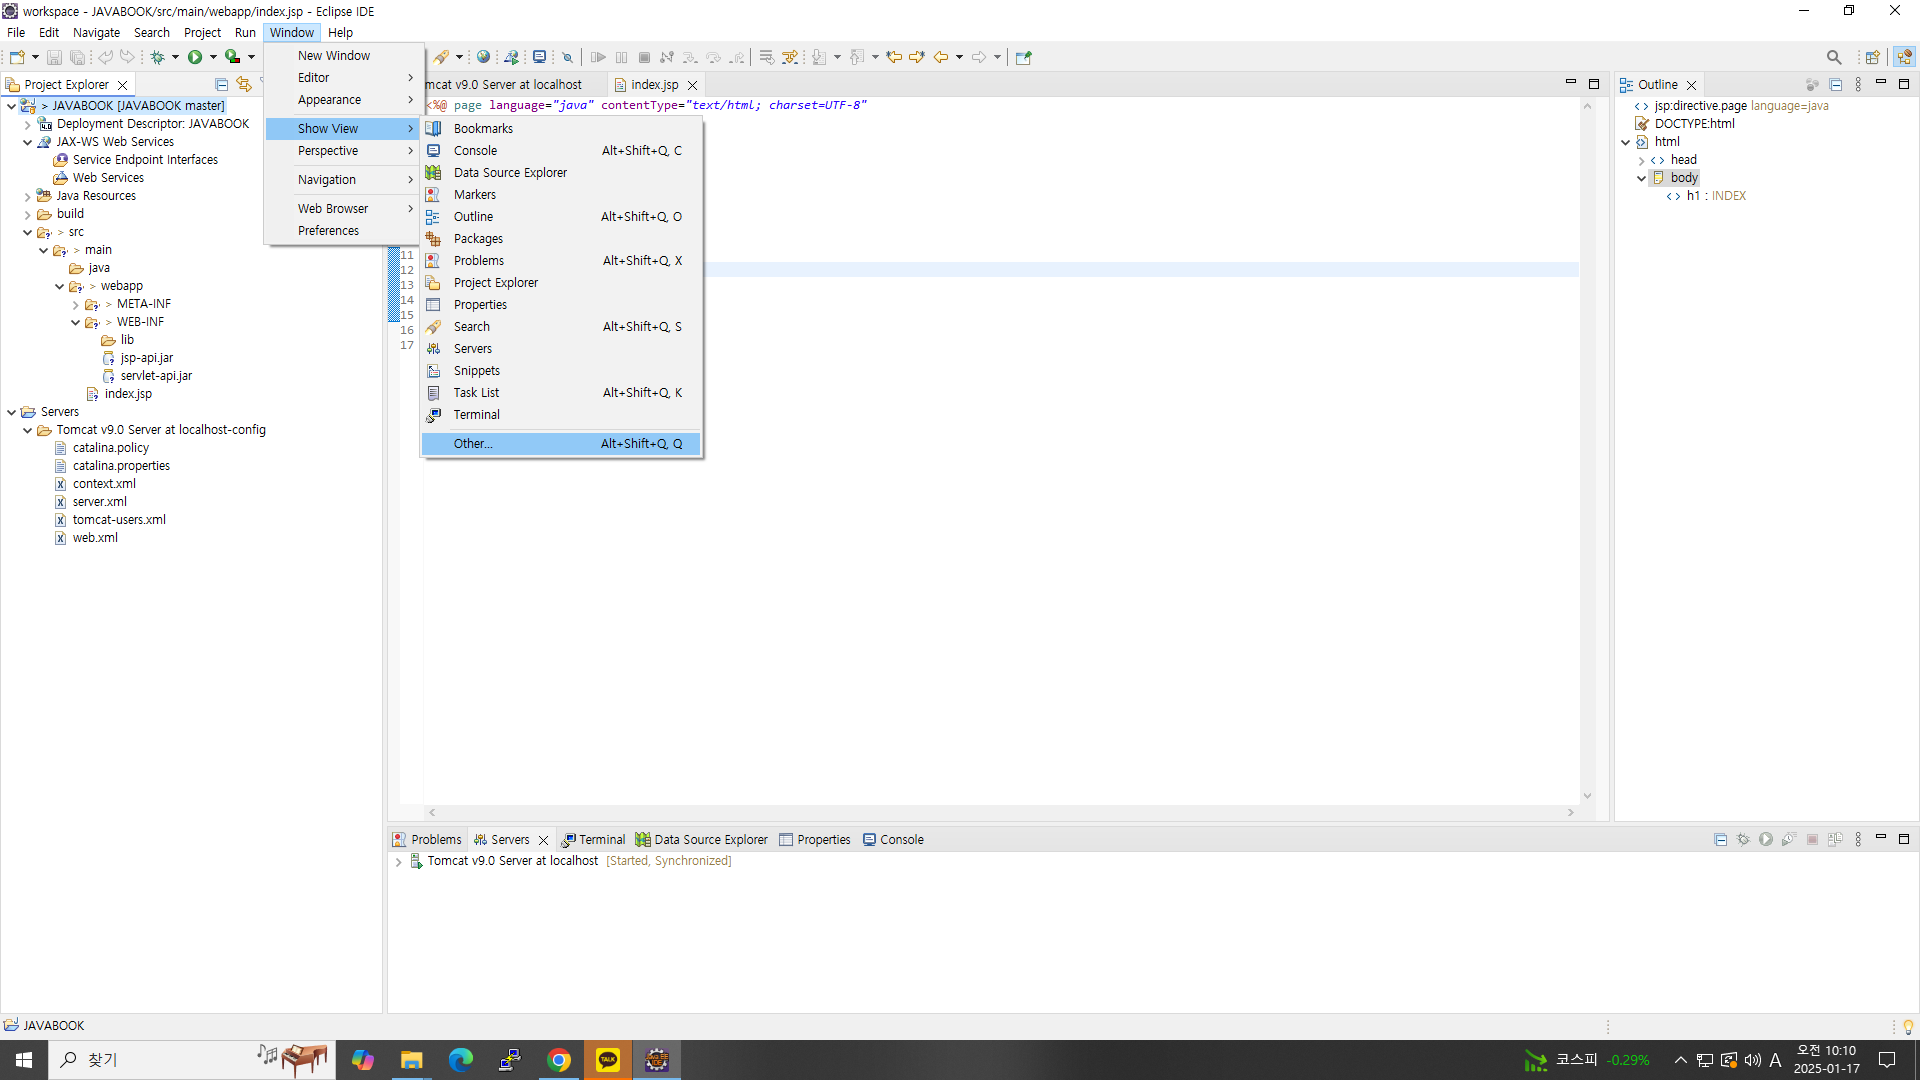 workspace - JAVABOOK/src/main/webapp/index.jsp - Eclipse IDE
File Edit Navigate Search Project Run Window Help
Project Explorer
> JAVABOOK [JAVABOOK master]
Deployment Descriptor: JAVABOOK
JAX-WS Web Services
Service Endpoint Interfaces
Web Services
Java Resources
build
> src
> main
java
> webapp
> META-INF
> WEB-INF
lib
jsp-api.jar
servlet-api.jar
index.jsp
Servers
Tomcat v9.0 Server at localhost-config
catalina.policy
catalina.properties
context.xml
server.xml
tomcat-users.xml
web.xml
New Window
Editor
Appearance
Show View
Perspective
Navigation
Web Browser
Preferences
Bookmarks
Console Alt+Shift+Q, C
Data Source Explorer
Markers
Outline Alt+Shift+Q, O
Packages
Problems Alt+Shift+Q, X
Project Explorer
Properties
Search Alt+Shift+Q, S
Servers
Snippets
Task List Alt+Shift+Q, K
Terminal
Other... Alt+Shift+Q, Q
mcat v9.0 Server at localhost index.jsp
<%@ page language="java" contentType="text/html; charset=UTF-8"
11
12
13
14
15
16
17
Outline
jsp:directive.page language=java
DOCTYPE:html
html
head
body
h1 : INDEX
Problems Servers Terminal Data Source Explorer Properties Console
Tomcat v9.0 Server at localhost [Started, Synchronized]
JAVABOOK
찾기
TALK
Java EE
IDE
코스피 -0.29%
A
오전 10:10
2025-01-17